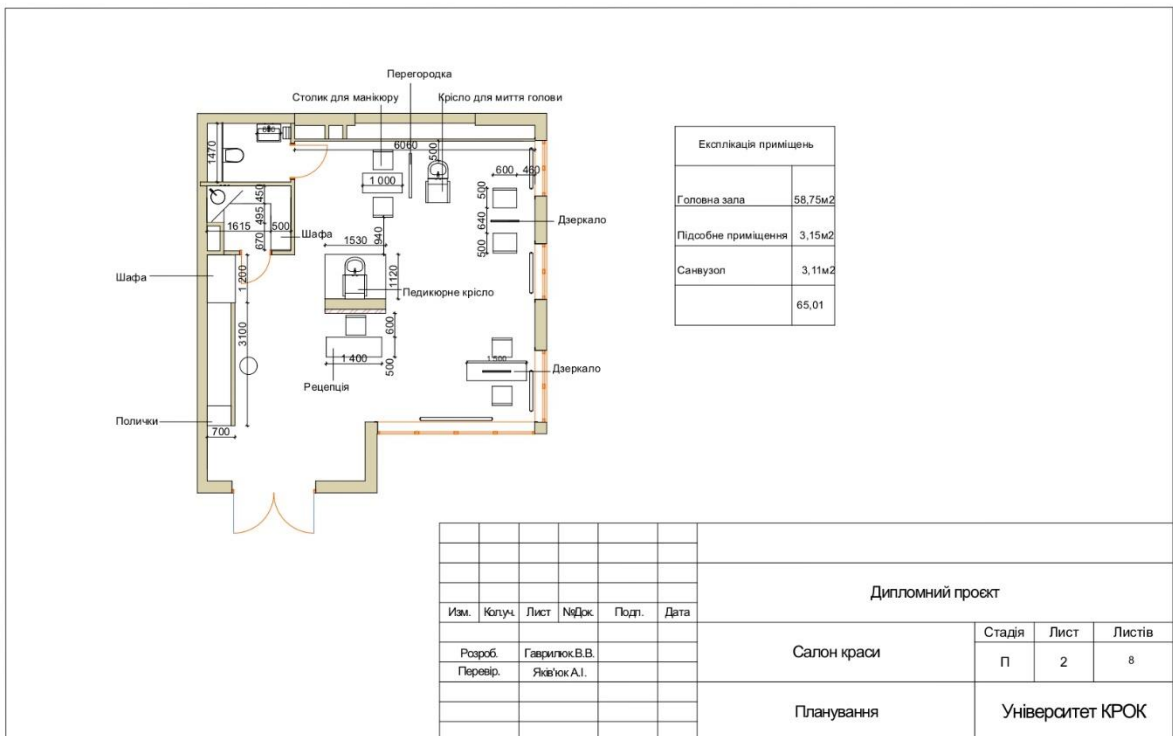 Перегородка
Столик для манікюру
Крісло для миття голови
600
6060
500
1470
1 000
600 460
500
640
500
Дзеркало
450
495
1615 500
670
Шафа
1530
940
1120
Шафа
1 200
Педикюрне крісло
3100
600
1 400
500
1 500
Дзеркало
Рецепція
Полички
700
Експлікація приміщень
Головна зала 58,75м2
Підсобне приміщення 3,15м2
Санвузол 3,11м2
65,01
Изм. Кол.уч. Лист №Док. Подп. Дата
Розроб. Гаврилюк.В.В.
Перевір. Яків'юк А.І.
Дипломний проєкт
Салон краси
Стадія Лист Листів
П 2 8
Планування
Університет КРОК